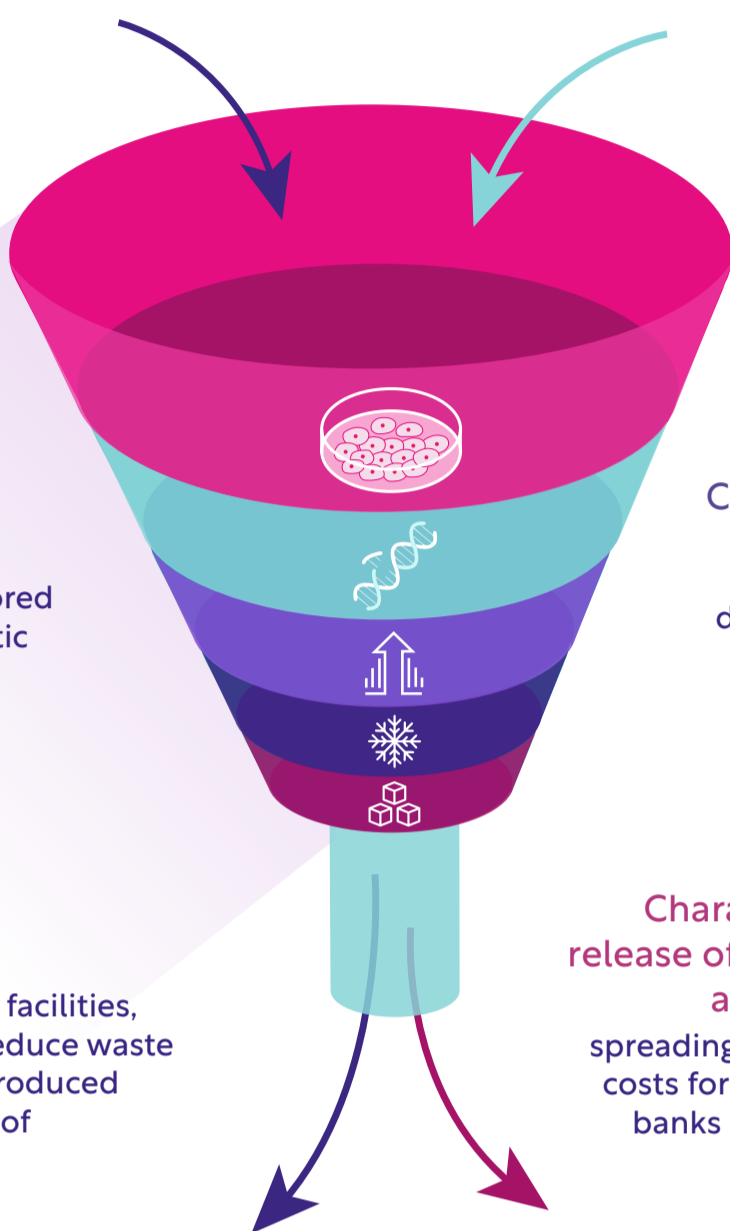 C
ored
tic
d
Chara
release of
a
spreading
costs for
banks
facilities,
educe waste
roduced
of